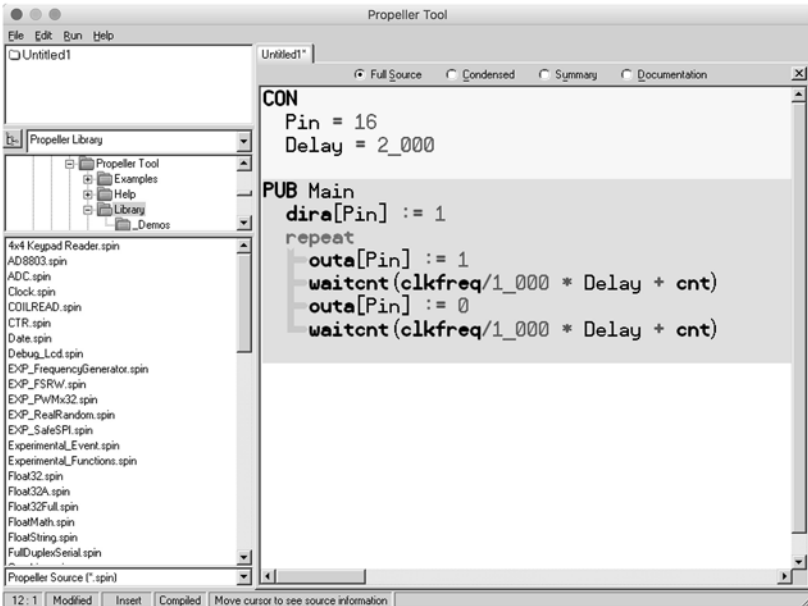 Propeller Tool
File Edit Run Help
Untitled1
Untitled1*
Full Source Condensed Summary Documentation
Propeller Library
Propeller Tool
Examples
Help
Library
_Demos
4x4 Keypad Reader.spin
AD8803.spin
ADC.spin
Clock.spin
COILREAD.spin
CTR.spin
Date.spin
Debug_Lcd.spin
EXP_FrequencyGenerator.spin
EXP_FSRW.spin
EXP_PWMx32.spin
EXP_RealRandom.spin
EXP_SafeSPI.spin
Experimental_Event.spin
Experimental_Functions.spin
Float32.spin
Float32A.spin
Float32Full.spin
FloatMath.spin
FloatString.spin
FullDuplexSerial.spin
Propeller Source (*.spin)
CON
Pin = 16
Delay = 2_000
PUB Main
dira[Pin] := 1
repeat
outa[Pin] := 1
waitcnt(clkfreq/1_000 * Delay + cnt)
outa[Pin] := 0
waitcnt(clkfreq/1_000 * Delay + cnt)
12 : 1 Modified Insert Compiled Move cursor to see source information